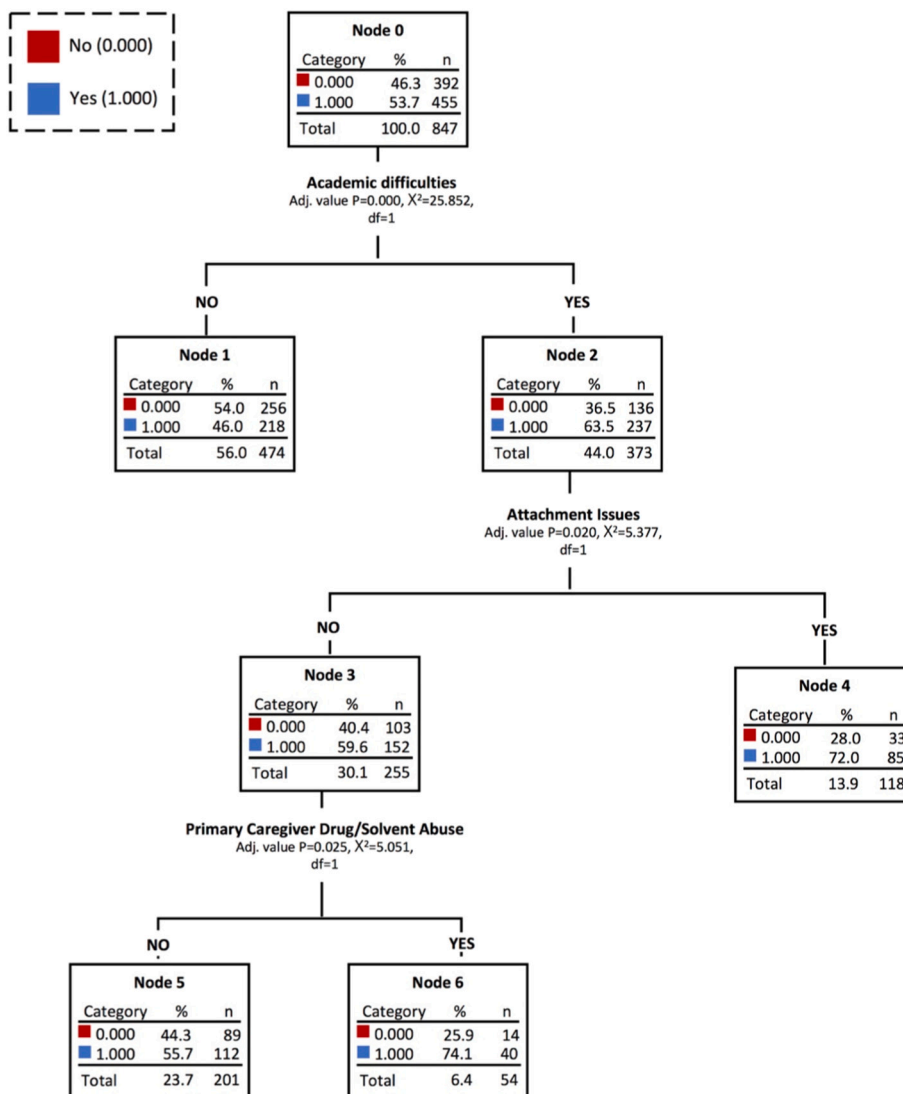 No (0.000)
Yes (1.000)
Node 0
Category % n
0.000 46.3 392
1.000 53.7 455
Total 100.0 847
Academic difficulties
Adj. value P=0.000, X²=25.852,
df=1
NO
YES
Node 1
Category % n
0.000 54.0 256
1.000 46.0 218
Total 56.0 474
Node 2
Category % n
0.000 36.5 136
1.000 63.5 237
Total 44.0 373
Attachment Issues
Adj. value P=0.020, X²=5.377,
df=1
NO
YES
Node 3
Category % n
0.000 40.4 103
1.000 59.6 152
Total 30.1 255
Node 4
Category % n
0.000 28.0 33
1.000 72.0 85
Total 13.9 118
Primary Caregiver Drug/Solvent Abuse
Adj. value P=0.025, X²=5.051,
df=1
NO
YES
Node 5
Category % n
0.000 44.3 89
1.000 55.7 112
Total 23.7 201
Node 6
Category % n
0.000 25.9 14
1.000 74.1 40
Total 6.4 54